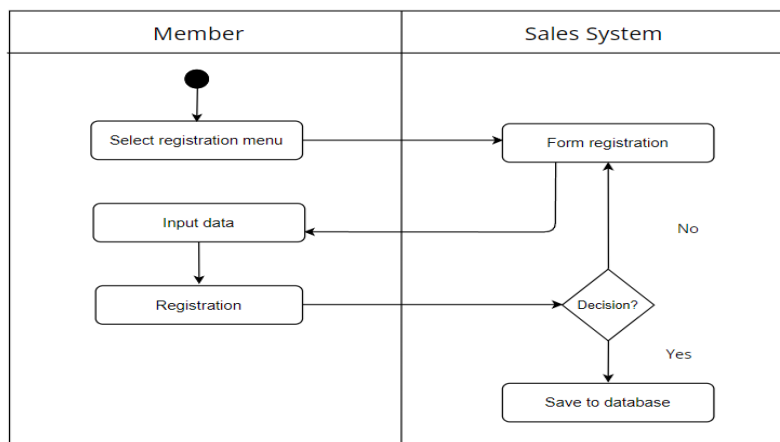 Member
Sales System
Select registration menu
Form registration
Input data
No
Registration
Decision?
Yes
Save to database